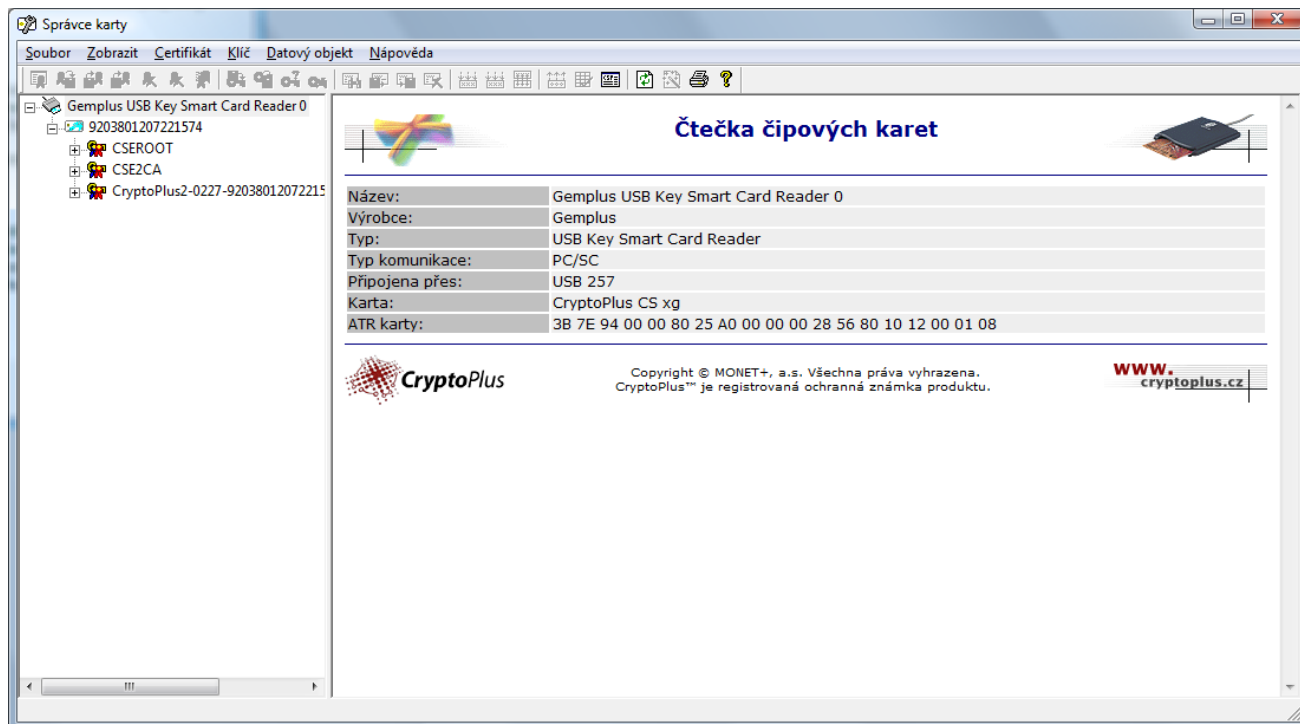 Správce karty
Soubor Zobrazit Certifikát Klíč Datový objekt Nápověda
Gemplus USB Key Smart Card Reader 0
9203801207221574
CSEROOT
CSE2CA
CryptoPlus2-0227-92038012072215
Čtečka čipových karet
Název: Gemplus USB Key Smart Card Reader 0
Výrobce: Gemplus
Typ: USB Key Smart Card Reader
Typ komunikace: PC/SC
Připojena přes: USB 257
Karta: CryptoPlus CS xg
ATR karty: 3B 7E 94 00 00 80 25 A0 00 00 00 28 56 80 10 12 00 01 08
CryptoPlus
Copyright © MONET+, a.s. Všechna práva vyhrazena.
CryptoPlus™ je registrovaná ochranná známka produktu.
www.
cryptoplus.cz